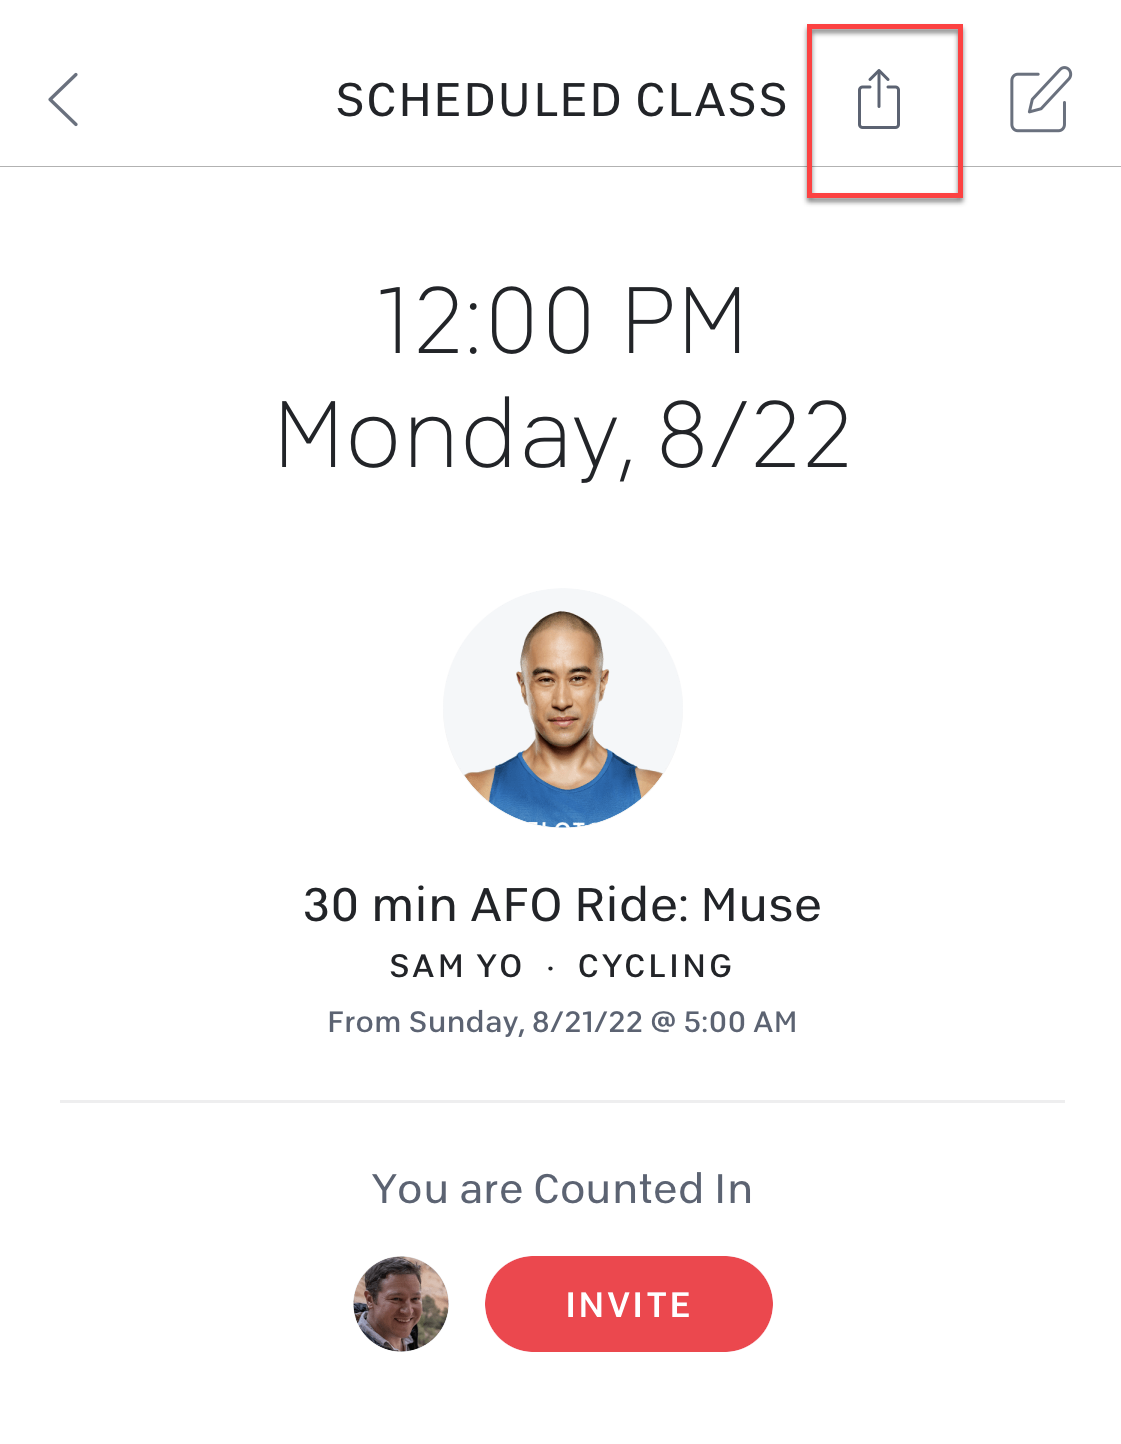 SCHEDULED CLASS
12:00 PM
Monday, 8/22
30 min AFO Ride: Muse
SAM YO · CYCLING
From Sunday, 8/21/22 @ 5:00 AM
You are Counted In
INVITE